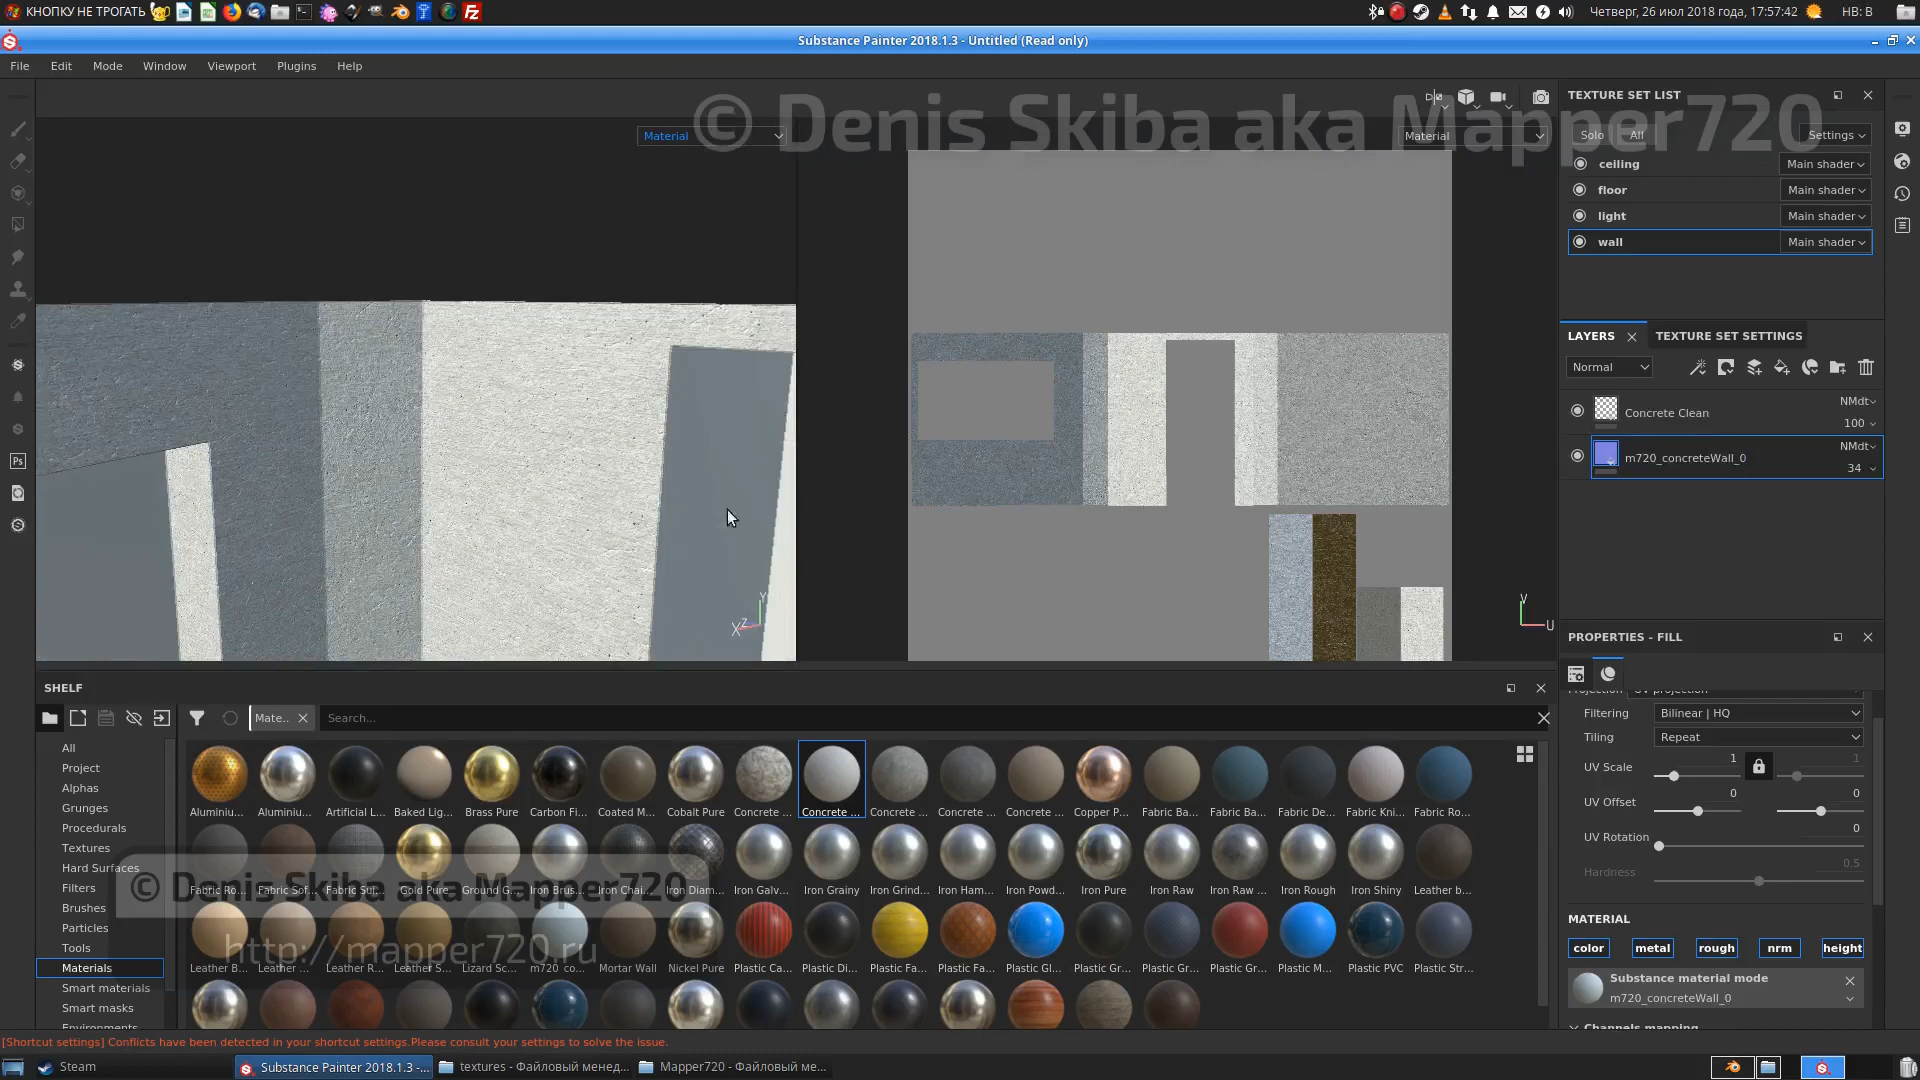 КНОПКУ НЕ ТРОГАТЬ
Четверг, 26 июл 2018 года, 17:57:42
НВ: В
Substance Painter 2018.1.3 - Untitled (Read only)
File Edit Mode Window Viewport Plugins Help
© Denis Skiba aka Mapper720
Material
Material
TEXTURE SET LIST
Solo All Settings
ceiling Main shader
floor Main shader
light Main shader
wall Main shader
LAYERS TEXTURE SET SETTINGS
Normal
Concrete Clean NMdt 100
m720_concreteWall_0 NMdt 34
Y
Z
X
V
U
PROPERTIES - FILL
Projection UV projection
Filtering Bilinear | HQ
Tiling Repeat
UV Scale 1 1
UV Offset 0 0
UV Rotation 0
Hardness 0.5
MATERIAL
color metal rough nrm height
Substance material mode
m720_concreteWall_0
Channels mapping
SHELF
Mate... Search...
All
Project
Alphas
Grunges
Procedurals
Textures
Hard Surfaces
Filters
Brushes
Particles
Tools
Materials
Smart materials
Smart masks
Environments
Aluminiu... Aluminiu... Artificial L... Baked Lig... Brass Pure Carbon Fi... Coated M... Cobalt Pure Concrete ... Concrete ... Concrete ... Concrete ... Concrete ... Copper P... Fabric Ba... Fabric Ba... Fabric De... Fabric Kni... Fabric Ro...
Fabric Ro... Fabric Sof... Fabric Sui... Gold Pure Ground G... Iron Brus... Iron Chai... Iron Diam... Iron Galv... Iron Grainy Iron Grind... Iron Ham... Iron Powd... Iron Pure Iron Raw Iron Raw ... Iron Rough Iron Shiny Leather b...
Leather B... Leather ... Leather R... Leather S... Lizard Sc... m720_co... Mortar Wall Nickel Pure Plastic Ca... Plastic Di... Plastic Fa... Plastic Fa... Plastic Gl... Plastic Gr... Plastic Gr... Plastic Gr... Plastic M... Plastic PVC Plastic Str...
© Denis Skiba aka Mapper720
http://mapper720.ru
[Shortcut settings] Conflicts have been detected in your shortcut settings.Please consult your settings to solve the issue.
Steam
Substance Painter 2018.1.3 -...
textures - Файловый менед...
Mapper720 - Файловый ме...